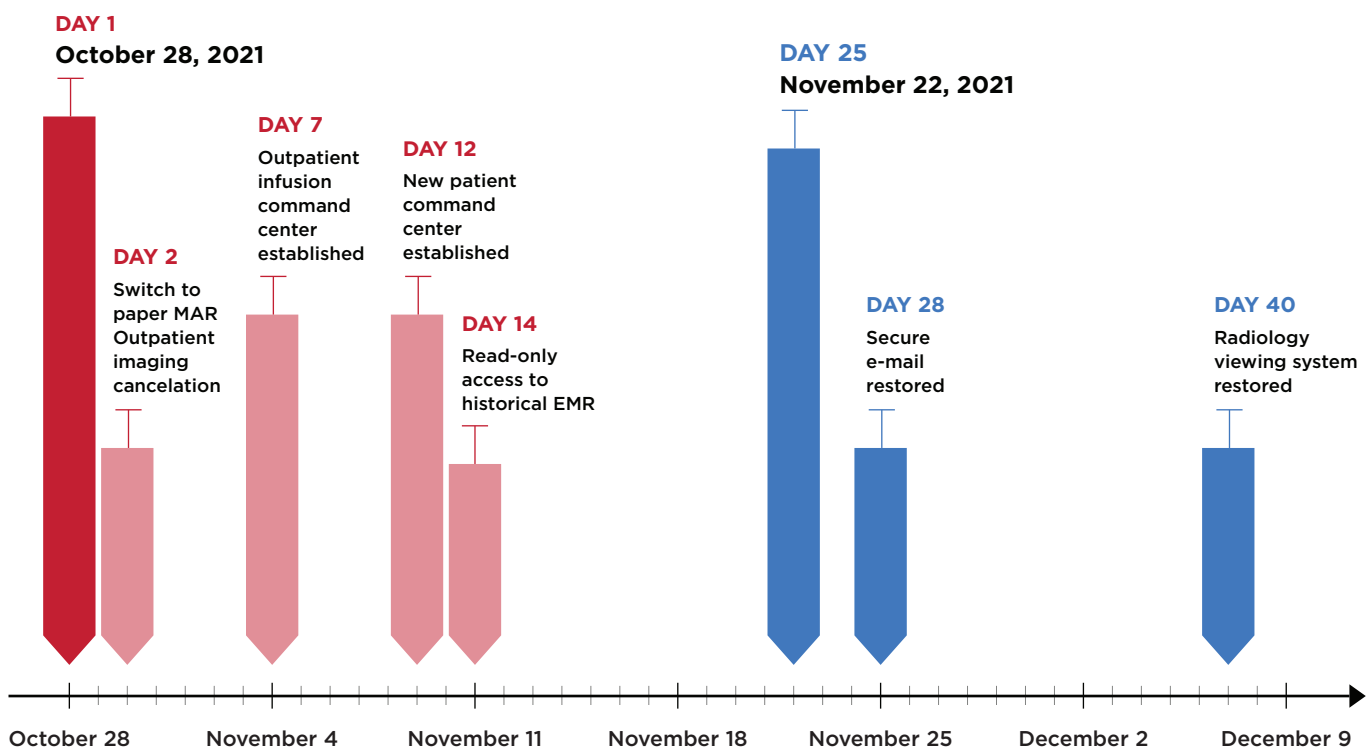 DAY 1
October 28, 2021
DAY 2
Switch to
paper MAR
Outpatient
imaging
cancelation
DAY 7
Outpatient
infusion
command
center
established
DAY 12
New patient
command
center
established
DAY 14
Read-only
access to
historical EMR
DAY 25
November 22, 2021
DAY 28
Secure
e-mail
restored
DAY 40
Radiology
viewing system
restored
October 28
November 4
November 11
November 18
November 25
December 2
December 9